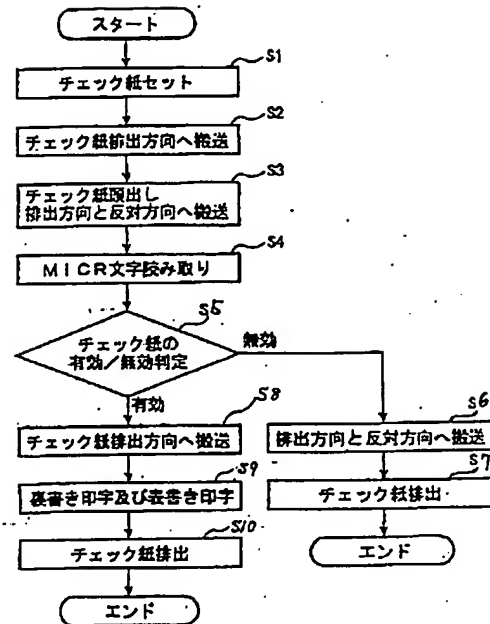 スタート
S1
チェック紙セット
S2
チェック紙排出方向へ搬送
S3
チェック紙頭出し
排出方向と反対方向へ搬送
S4
MICR文字読み取り
S5
チェック紙の
有効/無効判定
無効
有効
S8
チェック紙排出方向へ搬送
S9
裏書き印字及び表書き印字
S10
チェック紙排出
エンド
S6
排出方向と反対方向へ搬送
S7
チェック紙排出
エンド